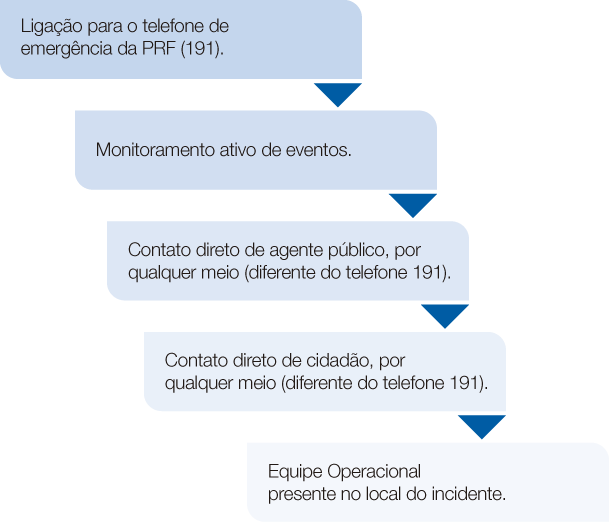 Ligação para o telefone de
emergência da PRF (191).
Monitoramento ativo de eventos.
Contato direto de agente público, por
qualquer meio (diferente do telefone 191).
Contato direto de cidadão, por
qualquer meio (diferente do telefone 191).
Equipe Operacional
presente no local do incidente.